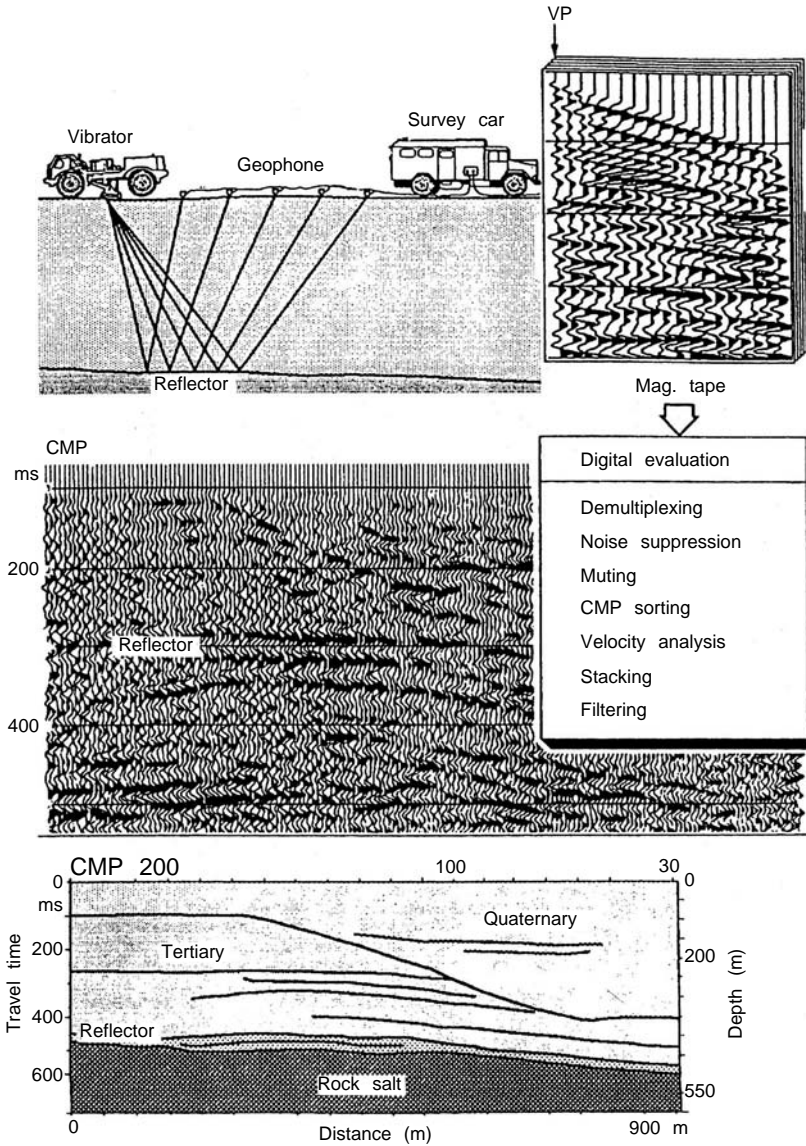 VP
Survey car
Vibrator
Geophone
Reflector
Mag. tape
CMP
ms
200
Reflector
400
Digital evaluation
Demultiplexing
Noise suppression
Muting
CMP sorting
Velocity analysis
Stacking
Filtering
CMP 200 100 30
0 0
ms
Quaternary
200 Tertiary 200
Travel time
Depth (m)
400
Reflector
600 Rock salt 550
0 900 m
Distance (m)